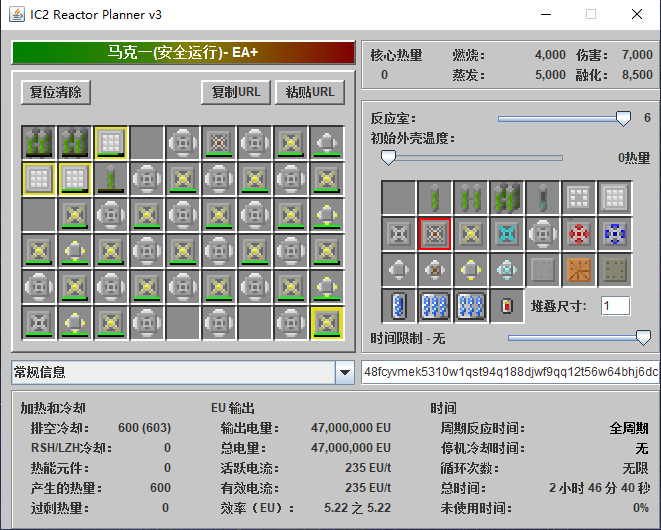 IC2 Reactor Planner v3
马克一(安全运行)- EA+
核心热量 燃烧: 4,000 伤害: 7,000
0 蒸发: 5,000 融化: 8,500
复位清除 复制URL 粘贴URL
反应室: 6
初始外壳温度:
0热量
堆叠尺寸: 1
时间限制 - 无
常规信息
48fcyvmek5310w1qst94q188djwf9qq12t56w64bhj6dc
加热和冷却 EU 输出 时间
排空冷却: 600 (603) 输出电量: 47,000,000 EU 周期反应时间: 全周期
RSH/LZH冷却: 0 总电量: 47,000,000 EU 停机冷却时间: 无
热能元件: 0 活跃电流: 235 EU/t 循环次数: 无限
产生的热量: 600 有效电流: 235 EU/t 总时间: 2 小时 46 分 40 秒
过剩热量: 0 效率（EU）: 5.22 之 5.22 未使用时间: 0%